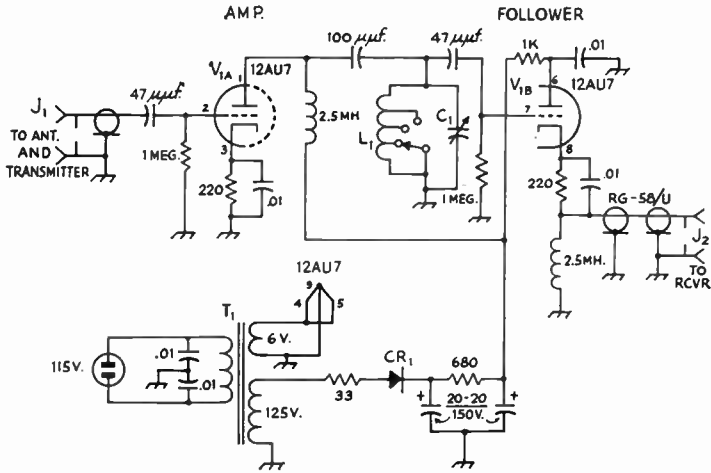 AMP.
FOLLOWER
100 μμf.
47 μμf.
1K
.01
V1A
1
12AU7
V1B
6
12AU7
J1
47 μμf.
2
7
TO ANT.
AND
TRANSMITTER
3
2.5MH
L1
C1
8
1 MEG.
220
.01
1 MEG.
220
.01
RG-58/U
J2
2.5MH.
TO
RCVR.
12AU7
9
4
5
T1
6V.
115V.
.01
.01
CR1
680
33
125V.
+
20-20
150V.
+